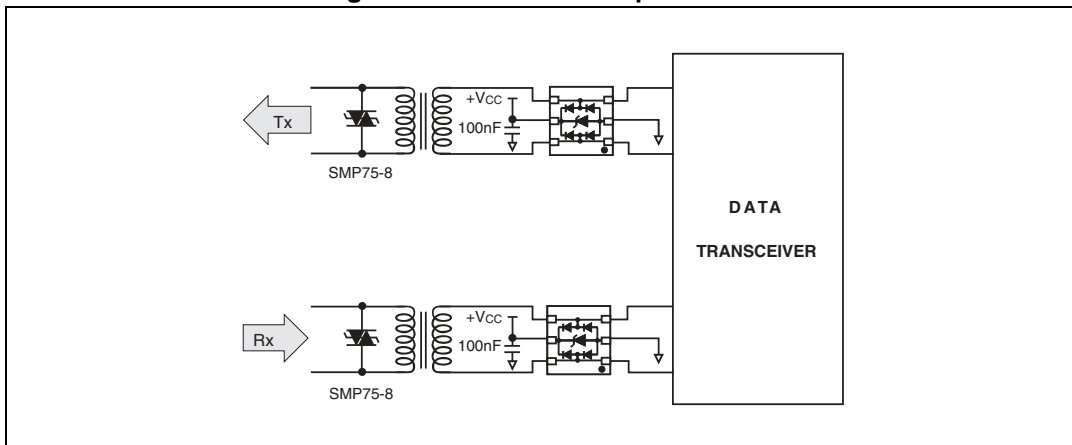 Tx
+VCC
100nF
SMP75-8
DATA
TRANSCEIVER
Rx
+VCC
100nF
SMP75-8